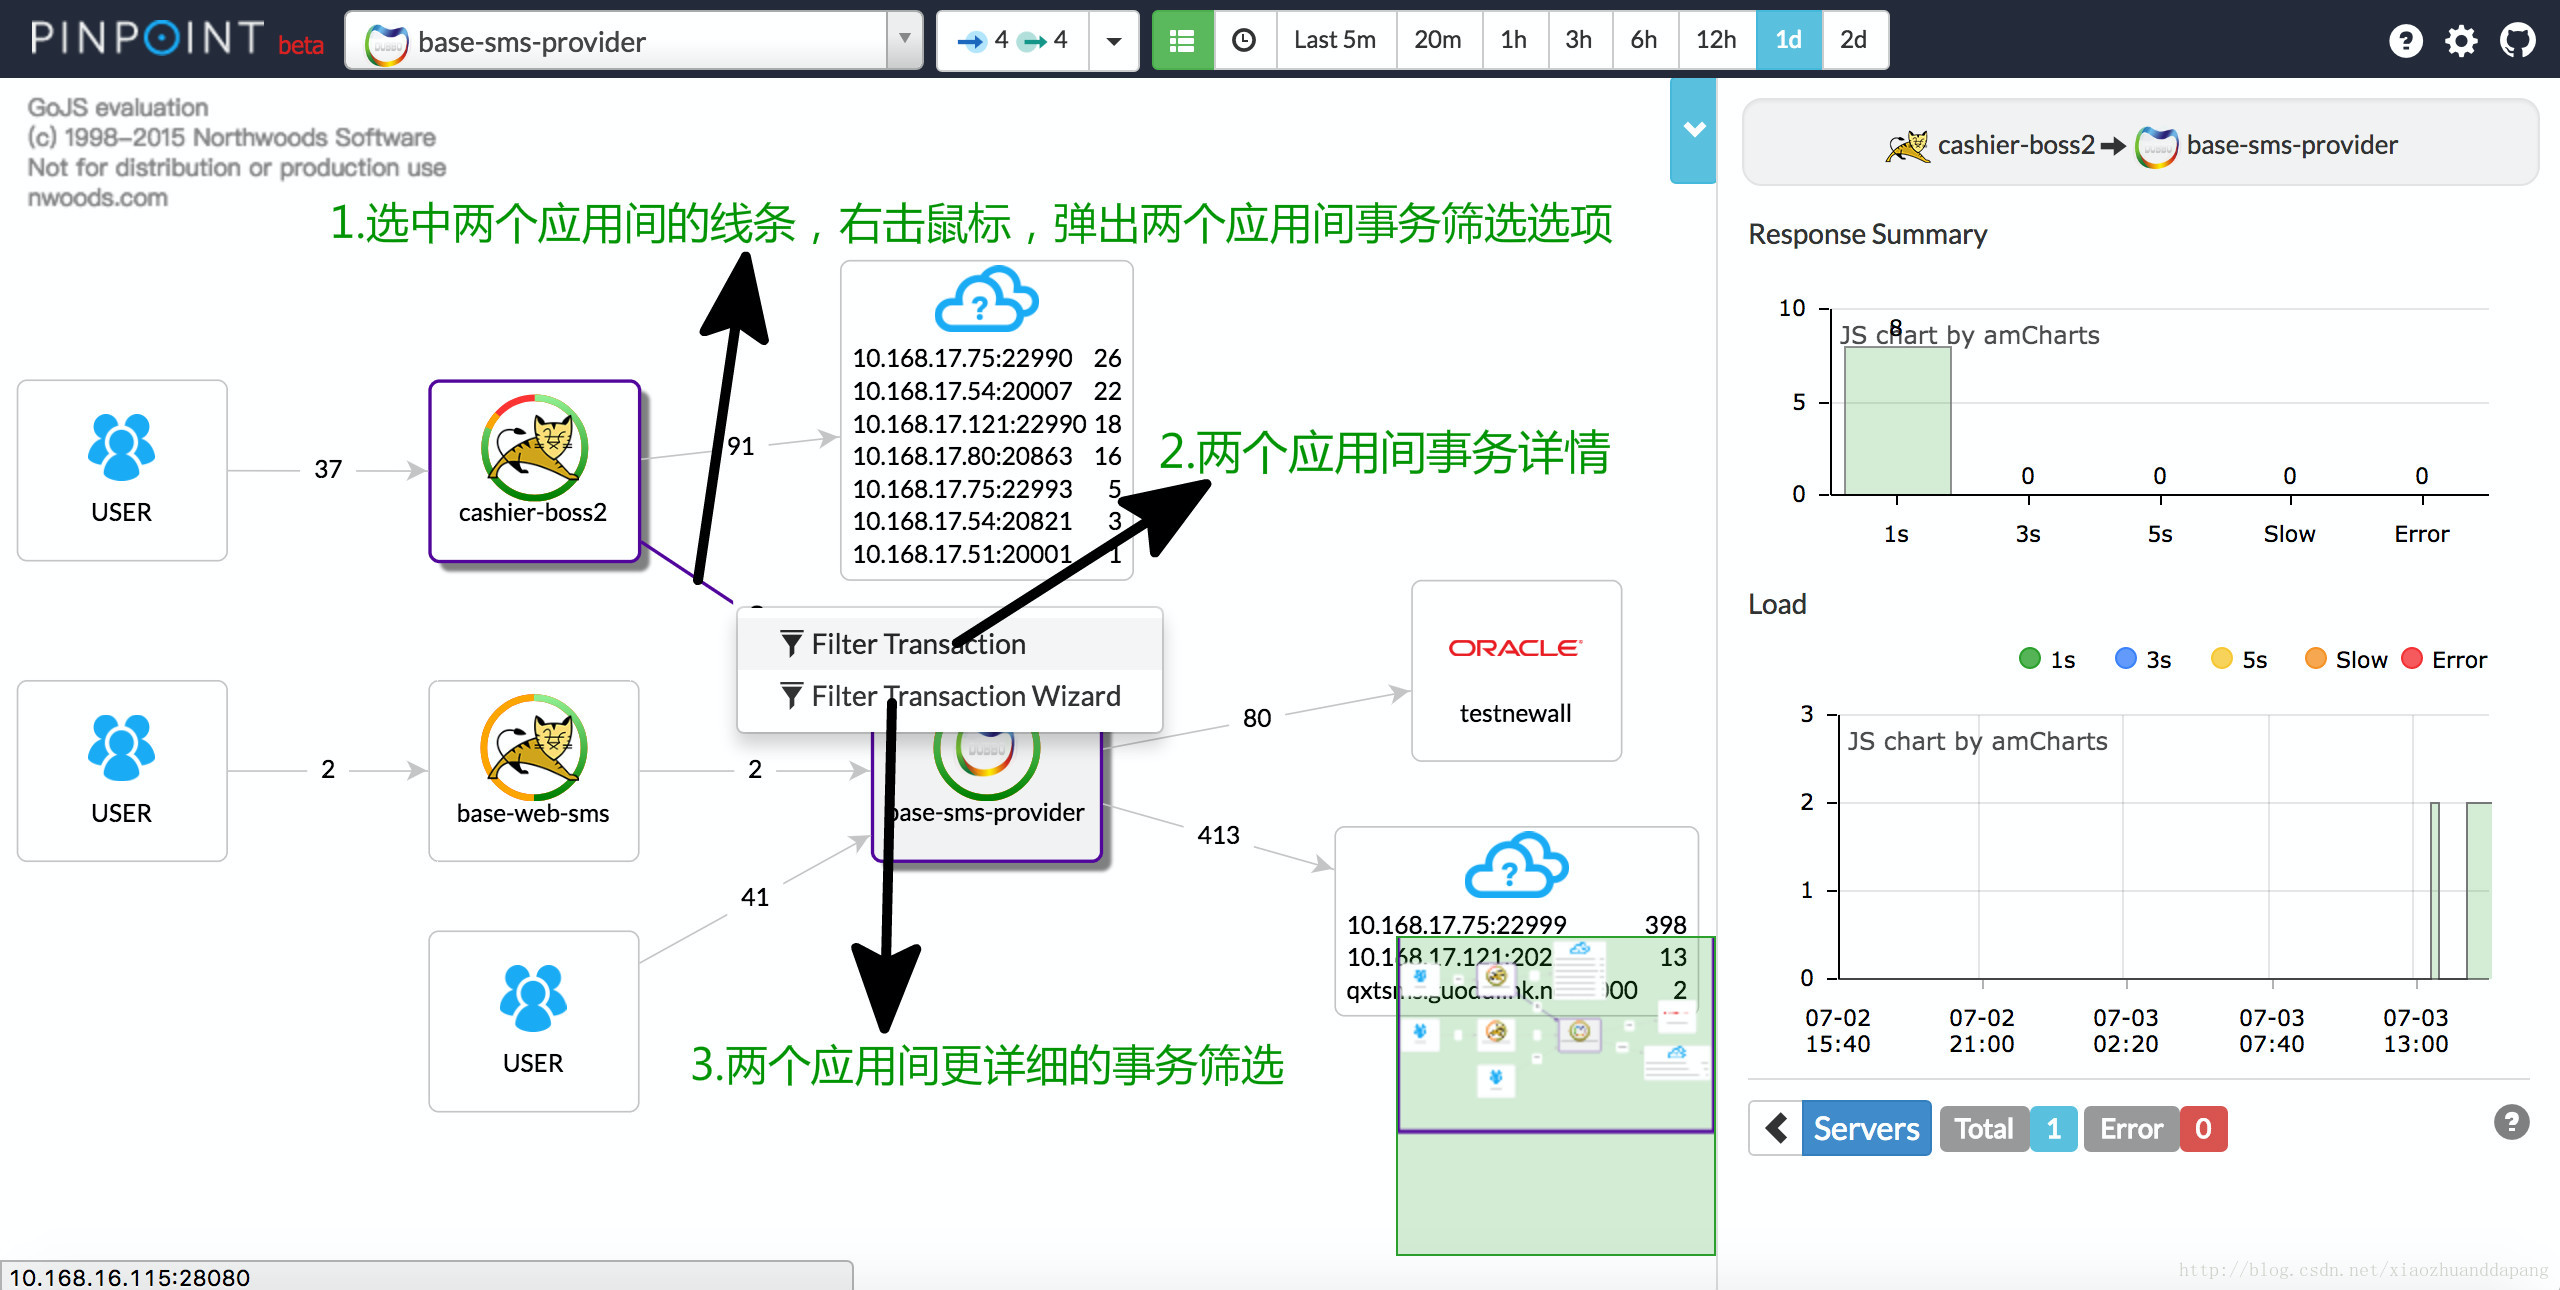 PINPOINT beta
base-sms-provider
4 4
Last 5m 20m 1h 3h 6h 12h 1d 2d
GoJS evaluation
(c) 1998–2015 Northwoods Software
Not for distribution or production use
nwoods.com
1.选中两个应用间的线条，右击鼠标，弹出两个应用间事务筛选选项
10.168.17.75:22990 26
10.168.17.54:20007 22
10.168.17.121:22990 18
10.168.17.80:20863 16
10.168.17.75:22993 5
10.168.17.54:20821 3
10.168.17.51:20001 1
USER
37
cashier-boss2
91
2.两个应用间事务详情
Filter Transaction
Filter Transaction Wizard
ORACLE
testnewall
80
USER
2
base-web-sms
2
DUBBO
base-sms-provider
413
41
USER
10.168.17.75:22999 398
10.168.17.121:202 13
2
3.两个应用间更详细的事务筛选
10.168.16.115:28080
cashier-boss2 base-sms-provider
Response Summary
10
5
0
JS chart by amCharts
8 0 0 0 0
1s 3s 5s Slow Error
Load
1s 3s 5s Slow Error
3
2
1
0
JS chart by amCharts
07-02 07-02 07-03 07-03 07-03
15:40 21:00 02:20 07:40 13:00
Servers Total 1 Error 0
http://blog.csdn.net/xiaozhuanddapang